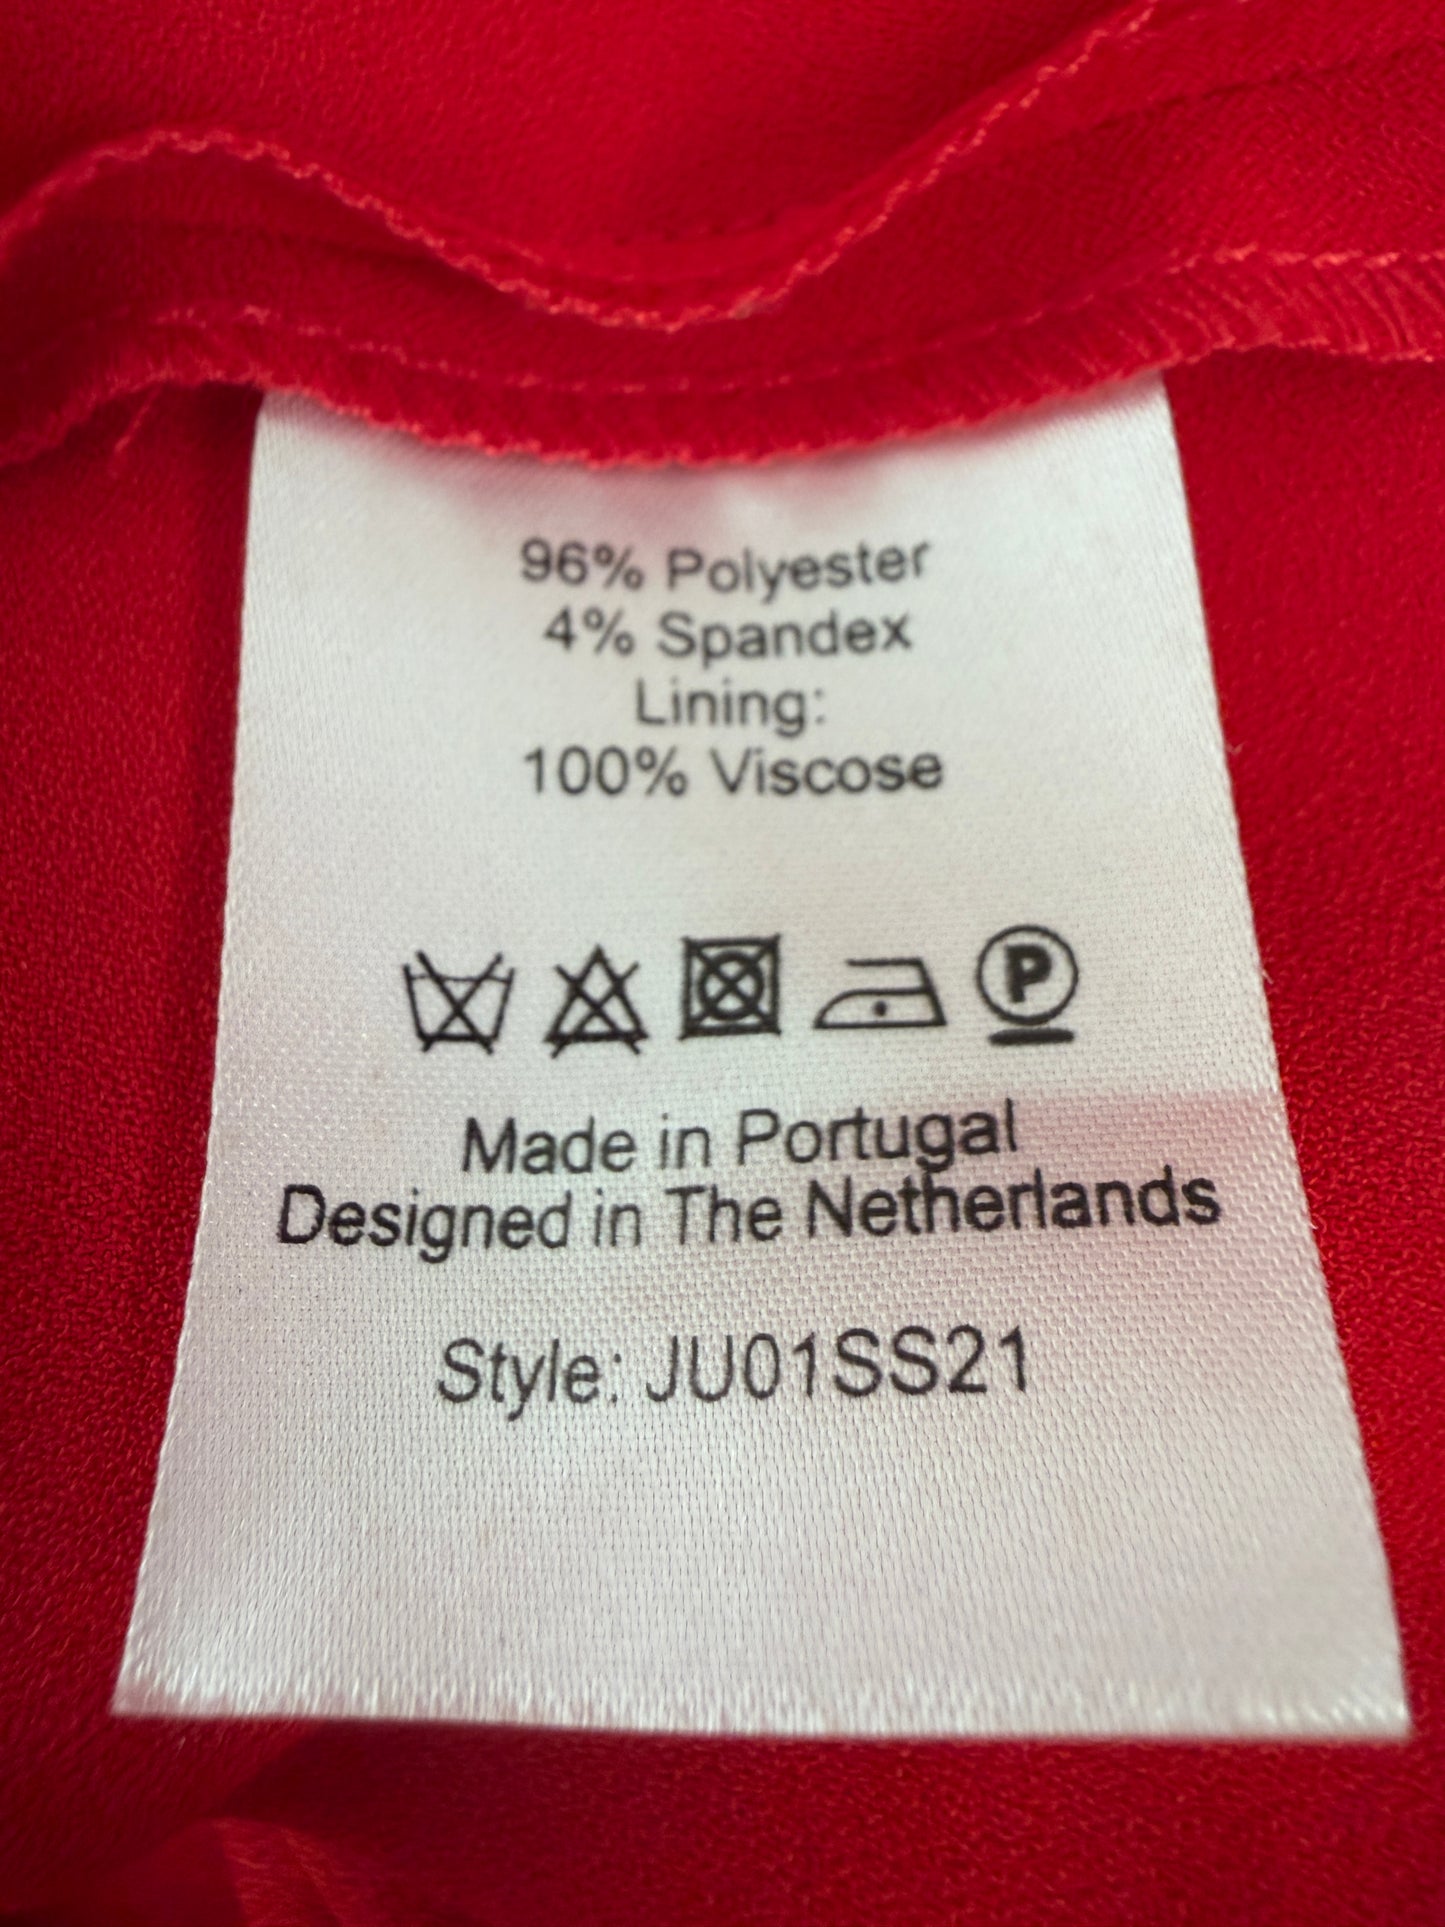 96% Polyester
4% Spandex
Lining:
100% Viscose
P
Made in Portugal
Designed in The Netherlands
Style: JU01SS21